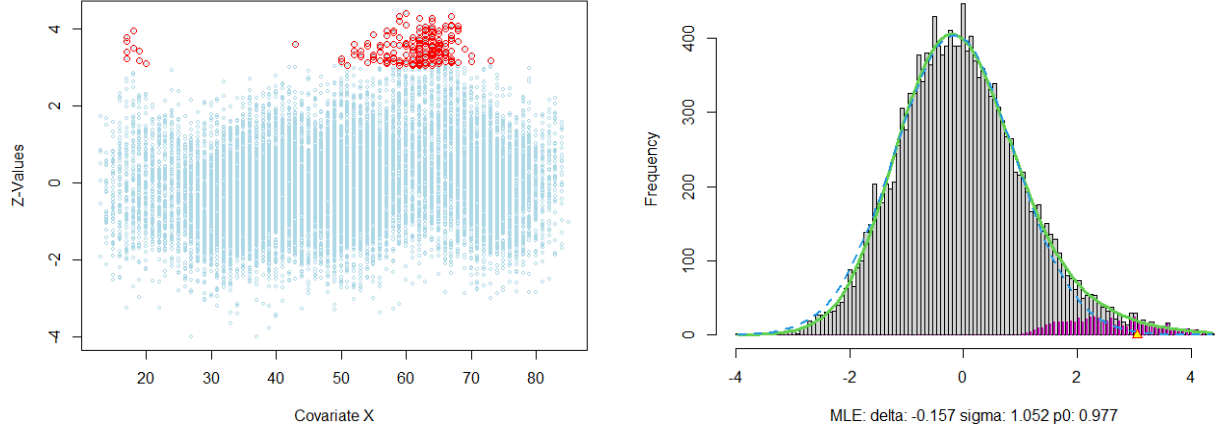 Z-Values
4
2
0
-2
-4
20 30 40 50 60 70 80
Covariate X
Frequency
400
300
200
100
0
-4 -2 0 2 4
MLE: delta: -0.157 sigma: 1.052 p0: 0.977